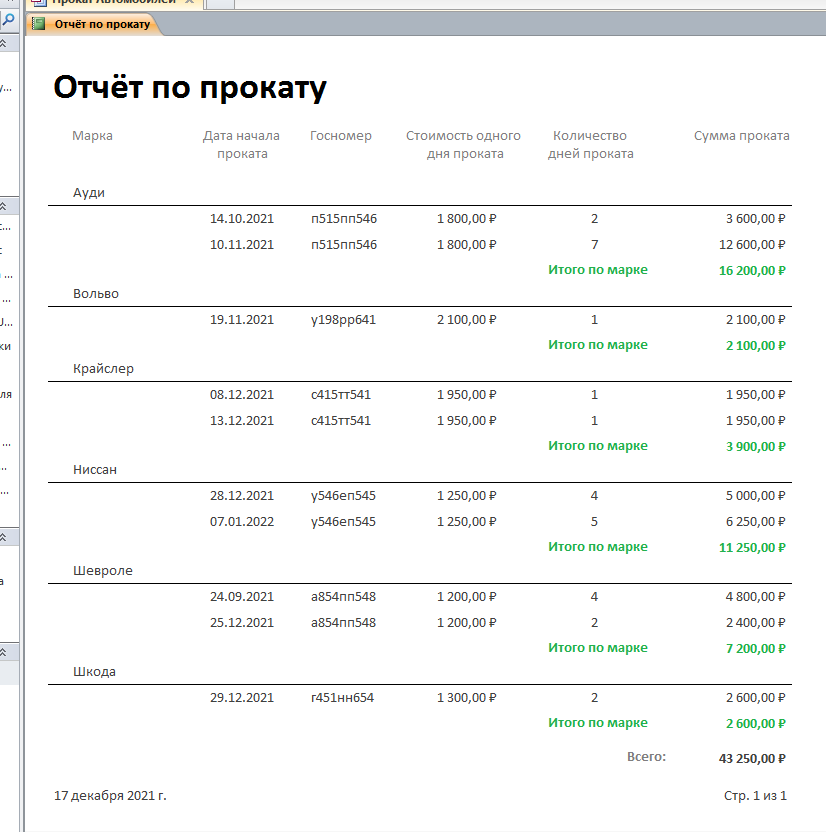 Прокат Автомобилей
Отчёт по прокату
Отчёт по прокату
Марка Дата начала проката Госномер Стоимость одного дня проката Количество дней проката Сумма проката
Ауди
14.10.2021 п515пп546 1 800,00 ₽ 2 3 600,00 ₽
10.11.2021 п515пп546 1 800,00 ₽ 7 12 600,00 ₽
Итого по марке 16 200,00 ₽
Вольво
19.11.2021 у198рр641 2 100,00 ₽ 1 2 100,00 ₽
Итого по марке 2 100,00 ₽
Крайслер
08.12.2021 с415тт541 1 950,00 ₽ 1 1 950,00 ₽
13.12.2021 с415тт541 1 950,00 ₽ 1 1 950,00 ₽
Итого по марке 3 900,00 ₽
Ниссан
28.12.2021 у546еп545 1 250,00 ₽ 4 5 000,00 ₽
07.01.2022 у546еп545 1 250,00 ₽ 5 6 250,00 ₽
Итого по марке 11 250,00 ₽
Шевроле
24.09.2021 а854пп548 1 200,00 ₽ 4 4 800,00 ₽
25.12.2021 а854пп548 1 200,00 ₽ 2 2 400,00 ₽
Итого по марке 7 200,00 ₽
Шкода
29.12.2021 г451нн654 1 300,00 ₽ 2 2 600,00 ₽
Итого по марке 2 600,00 ₽
Всего: 43 250,00 ₽
17 декабря 2021 г. Стр. 1 из 1